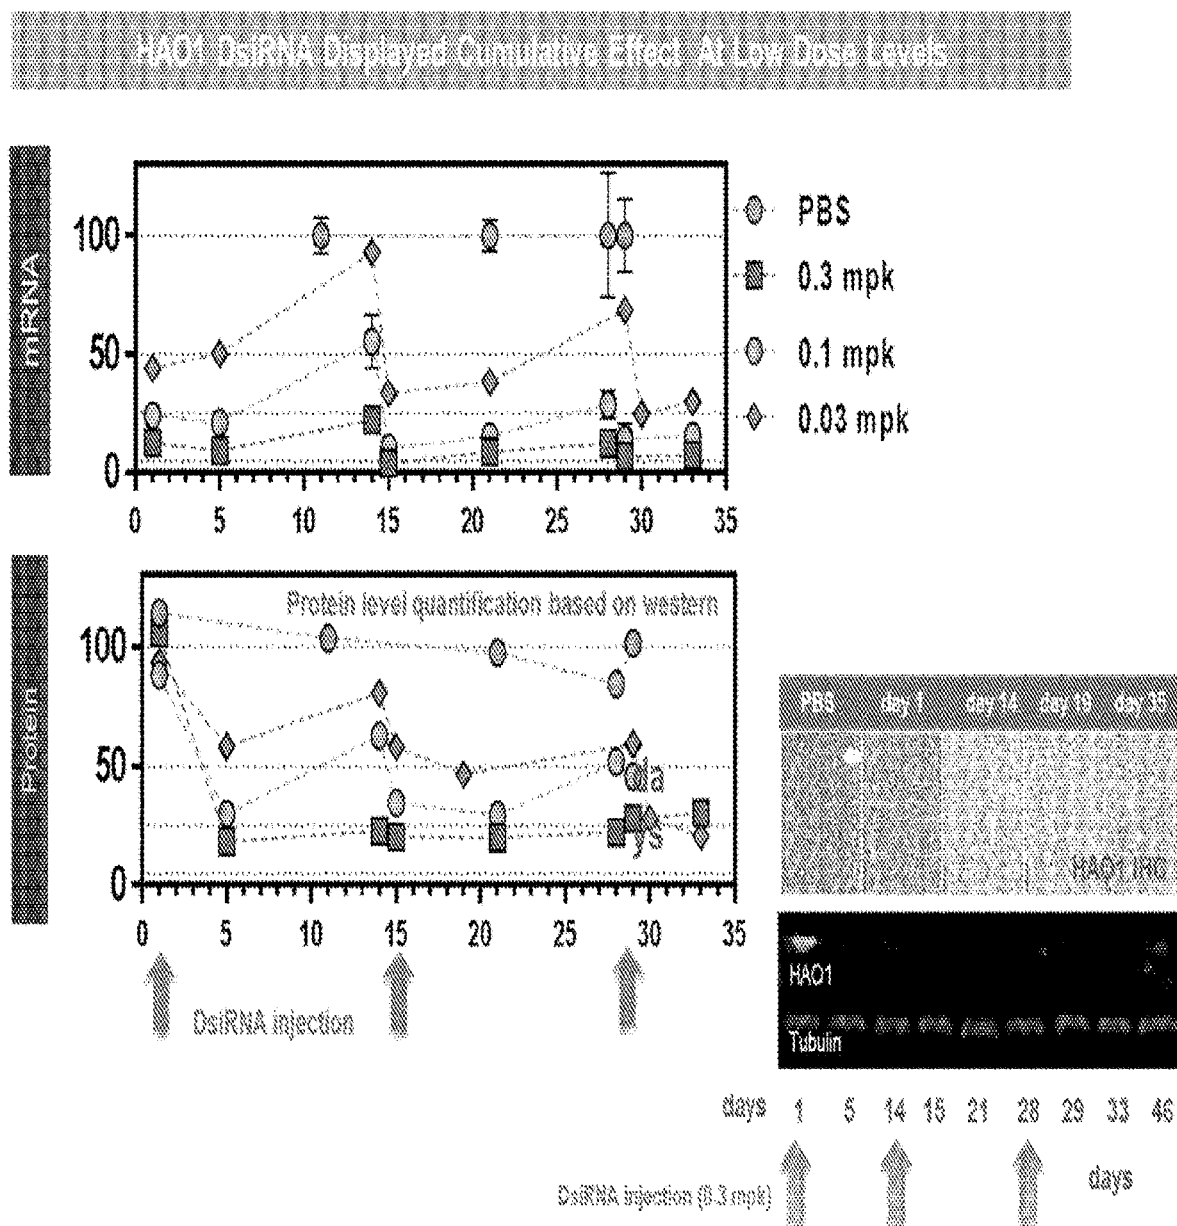 HAO1 DsiRNA Displayed Cumulative Effect At Low Dose Levels
mRNA
100
50
0
0 5 10 15 20 25 30 35
PBS
0.3 mpk
0.1 mpk
0.03 mpk
Protein
Protein level quantification based on western
100
50
0
da
ys
0 5 10 15 20 25 30 35
DsiRNA injection
PBS day 1 day 14 day 19 day 35
HAO1 IHC
HAO1
Tubulin
days 1 5 14 15 21 28 29 33 46
days
DsiRNA injection (0.3 mpk)